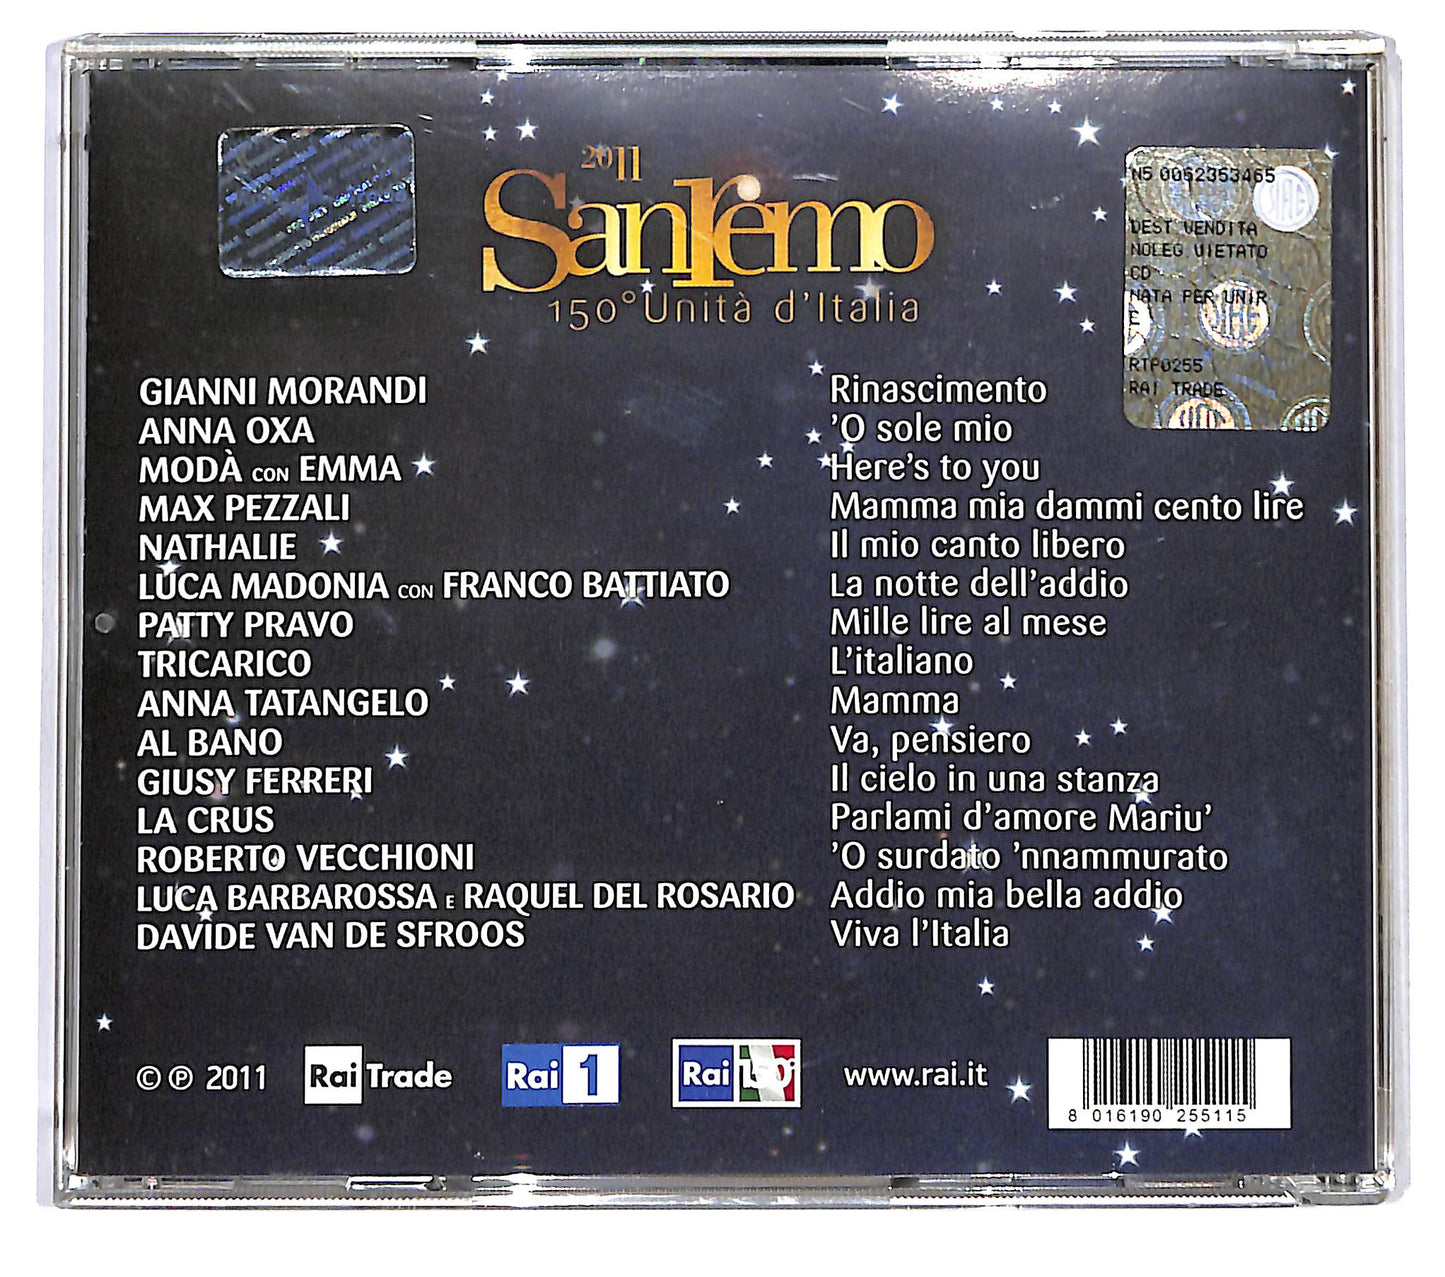 2011
Sanremo
150° Unità d'Italia
N5 0052353465
DEST VENDITA
NOLEG VIETATO
CD
NATA PER UNIR
E
RTP0255
RAI TRADE
GIANNI MORANDI Rinascimento
ANNA OXA 'O sole mio
MODÀ CON EMMA Here's to you
MAX PEZZALI Mamma mia dammi cento lire
NATHALIE Il mio canto libero
LUCA MADONIA CON FRANCO BATTIATO La notte dell'addio
PATTY PRAVO Mille lire al mese
TRICARICO L'italiano
ANNA TATANGELO Mamma
AL BANO Va, pensiero
GIUSY FERRERI Il cielo in una stanza
LA CRUS Parlami d'amore Mariu'
ROBERTO VECCHIONI 'O surdato 'nnammurato
LUCA BARBAROSSA E RAQUEL DEL ROSARIO Addio mia bella addio
DAVIDE VAN DE SFROOS Viva l'Italia
© ℗ 2011 Rai Trade Rai 1 Rai 150° www.rai.it
8 016190 255115